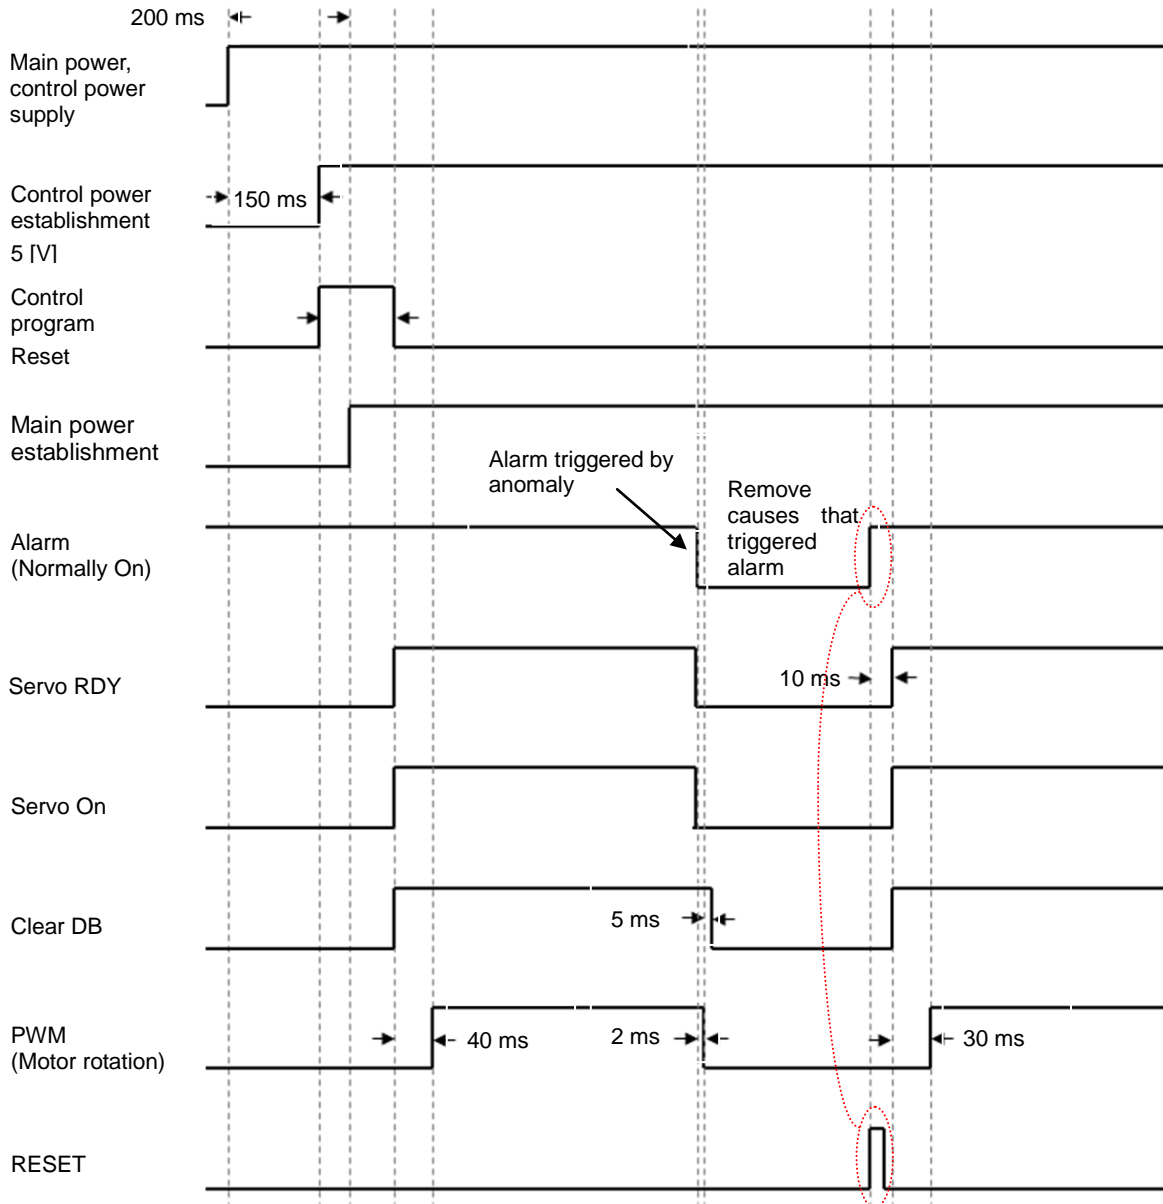 200 ms
Main power,
control power
supply
Control power
establishment
5 [V]
150 ms
Control
program
Reset
Main power
establishment
Alarm triggered by
anomaly
Remove
causes that
triggered
alarm
Alarm
(Normally On)
Servo RDY
10 ms
Servo On
Clear DB
5 ms
PWM
(Motor rotation)
40 ms
2 ms
30 ms
RESET